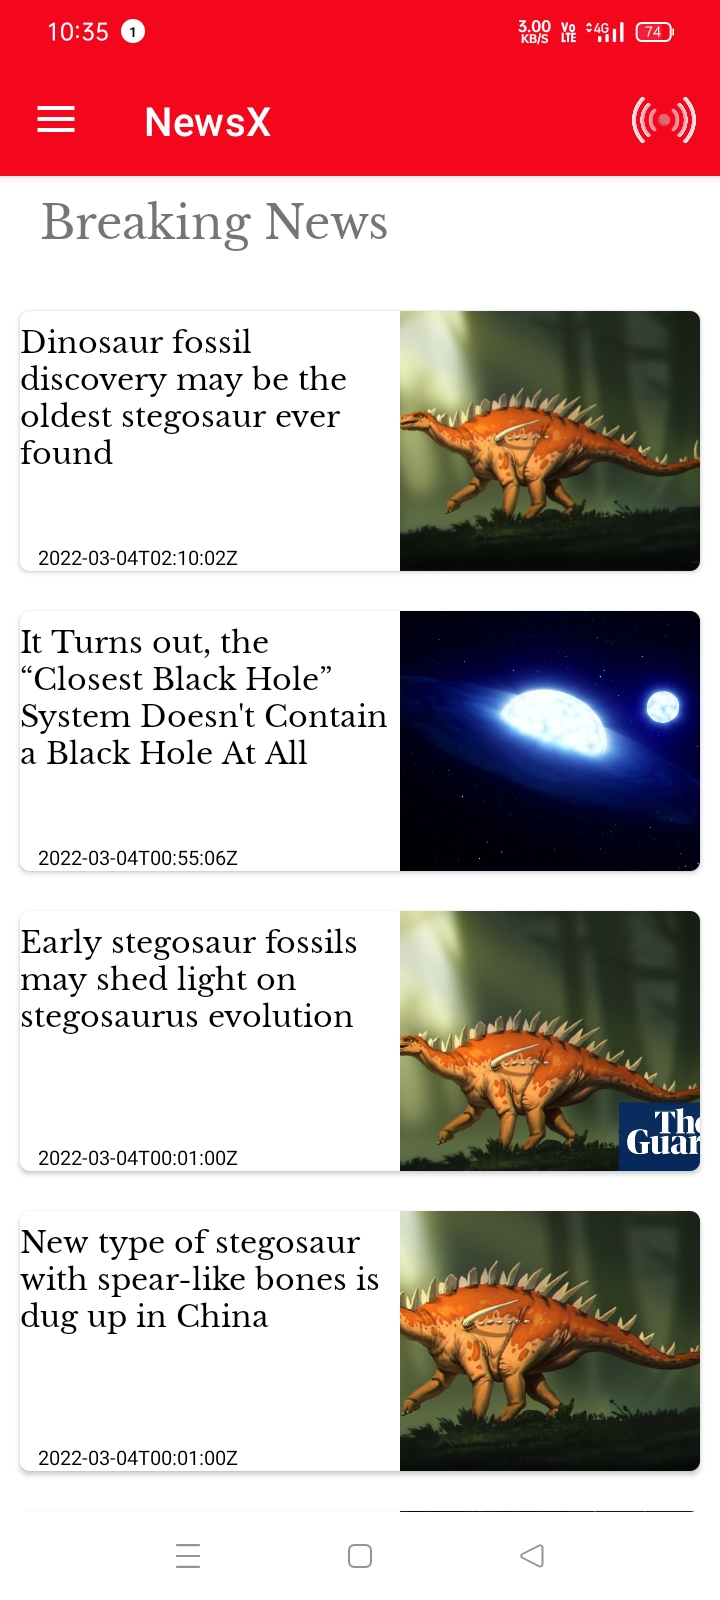 10:35 1 3.00 KB/S Vo LTE 4G 74
NewsX
Breaking News
Dinosaur fossil
discovery may be the
oldest stegosaur ever
found
2022-03-04T02:10:02Z
It Turns out, the
“Closest Black Hole”
System Doesn't Contain
a Black Hole At All
2022-03-04T00:55:06Z
Early stegosaur fossils
may shed light on
stegosaurus evolution
The
Guar
2022-03-04T00:01:00Z
New type of stegosaur
with spear-like bones is
dug up in China
2022-03-04T00:01:00Z